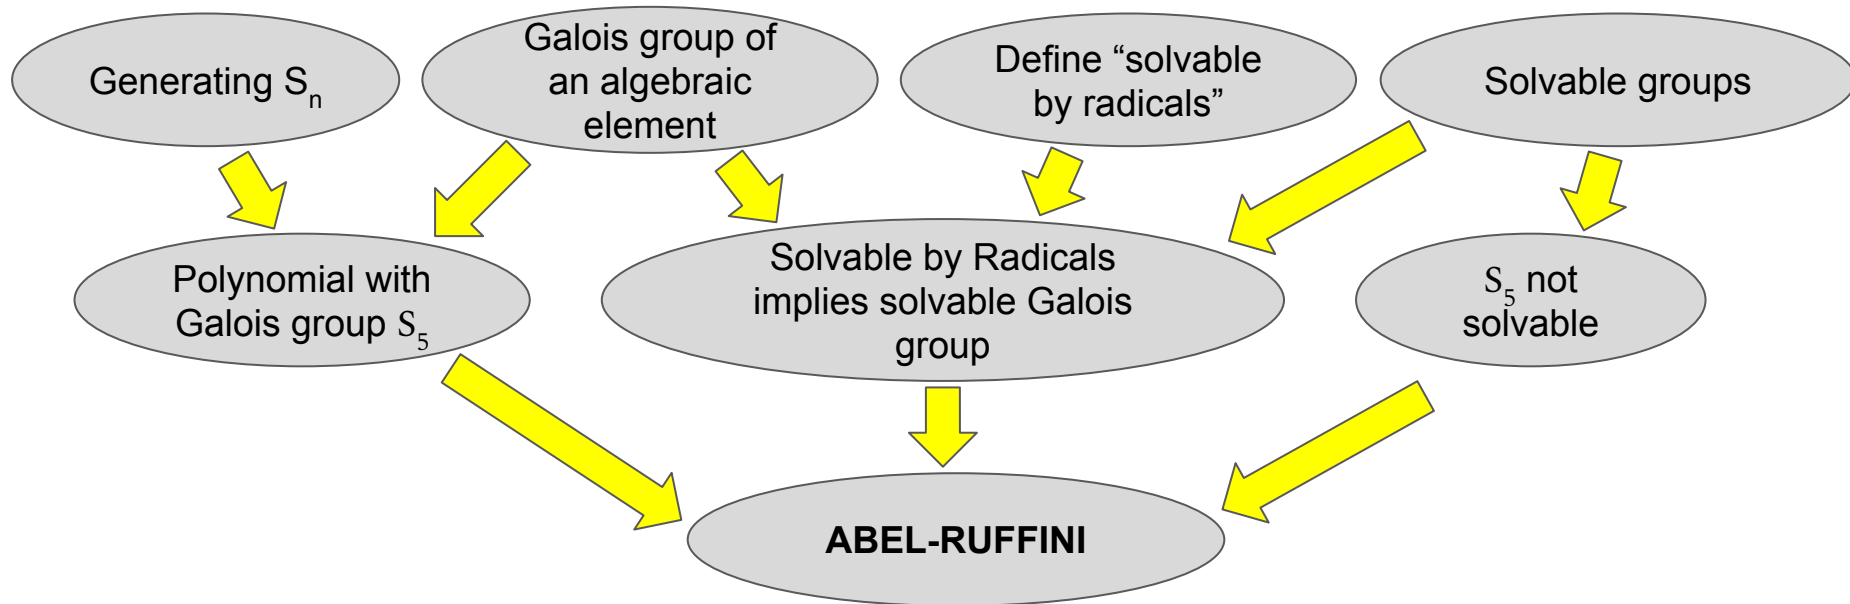 Generating Sₙ
Galois group of
an algebraic
element
Define “solvable
by radicals”
Solvable groups
Polynomial with
Galois group S₅
Solvable by Radicals
implies solvable Galois
group
S₅ not
solvable
ABEL-RUFFINI